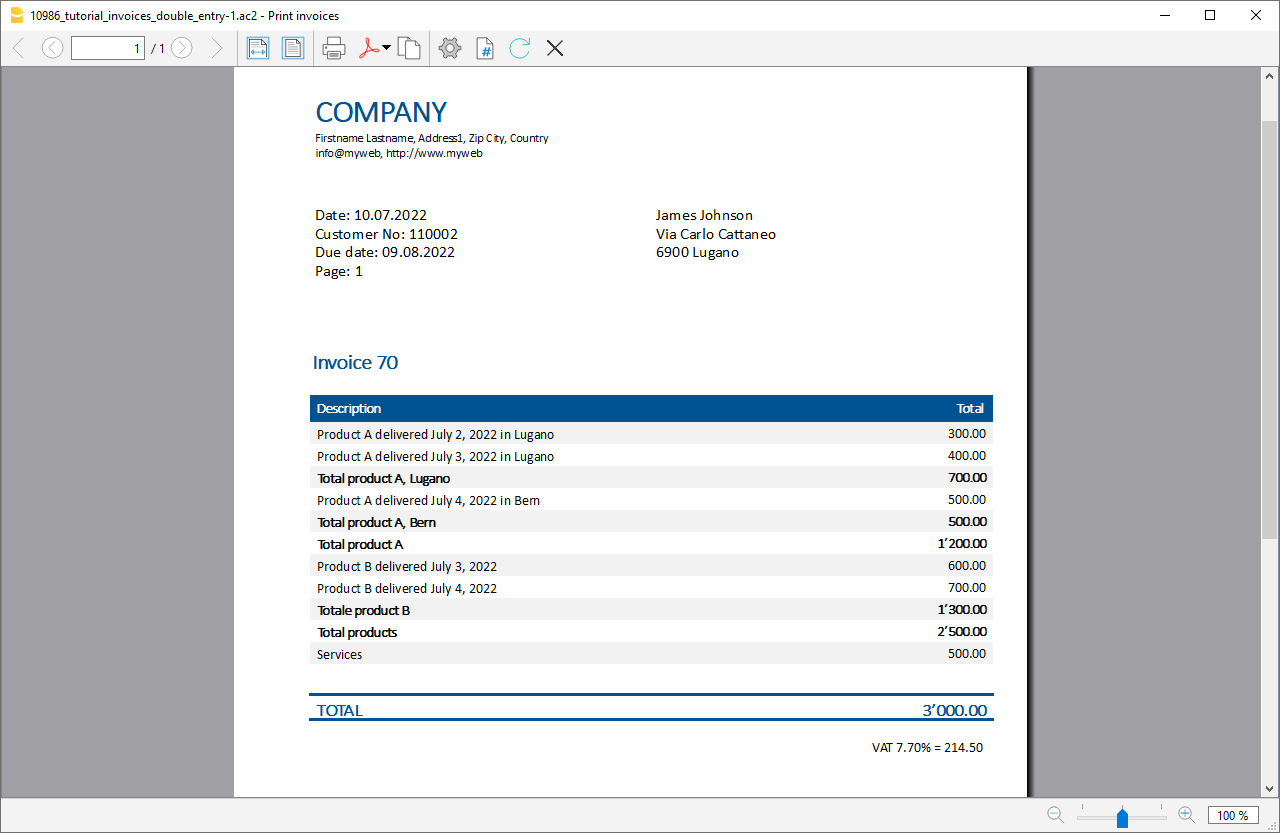 10986_tutorial_invoices_double_entry-1.ac2 - Print invoices
1 / 1
#
COMPANY
Firstname Lastname, Address1, Zip City, Country
info@myweb, http://www.myweb
Date: 10.07.2022
Customer No: 110002
Due date: 09.08.2022
Page: 1
James Johnson
Via Carlo Cattaneo
6900 Lugano
Invoice 70
Description Total
Product A delivered July 2, 2022 in Lugano 300.00
Product A delivered July 3, 2022 in Lugano 400.00
Total product A, Lugano 700.00
Product A delivered July 4, 2022 in Bern 500.00
Total product A, Bern 500.00
Total product A 1’200.00
Product B delivered July 3, 2022 600.00
Product B delivered July 4, 2022 700.00
Totale product B 1’300.00
Total products 2’500.00
Services 500.00
TOTAL 3’000.00
VAT 7.70% = 214.50
100 %